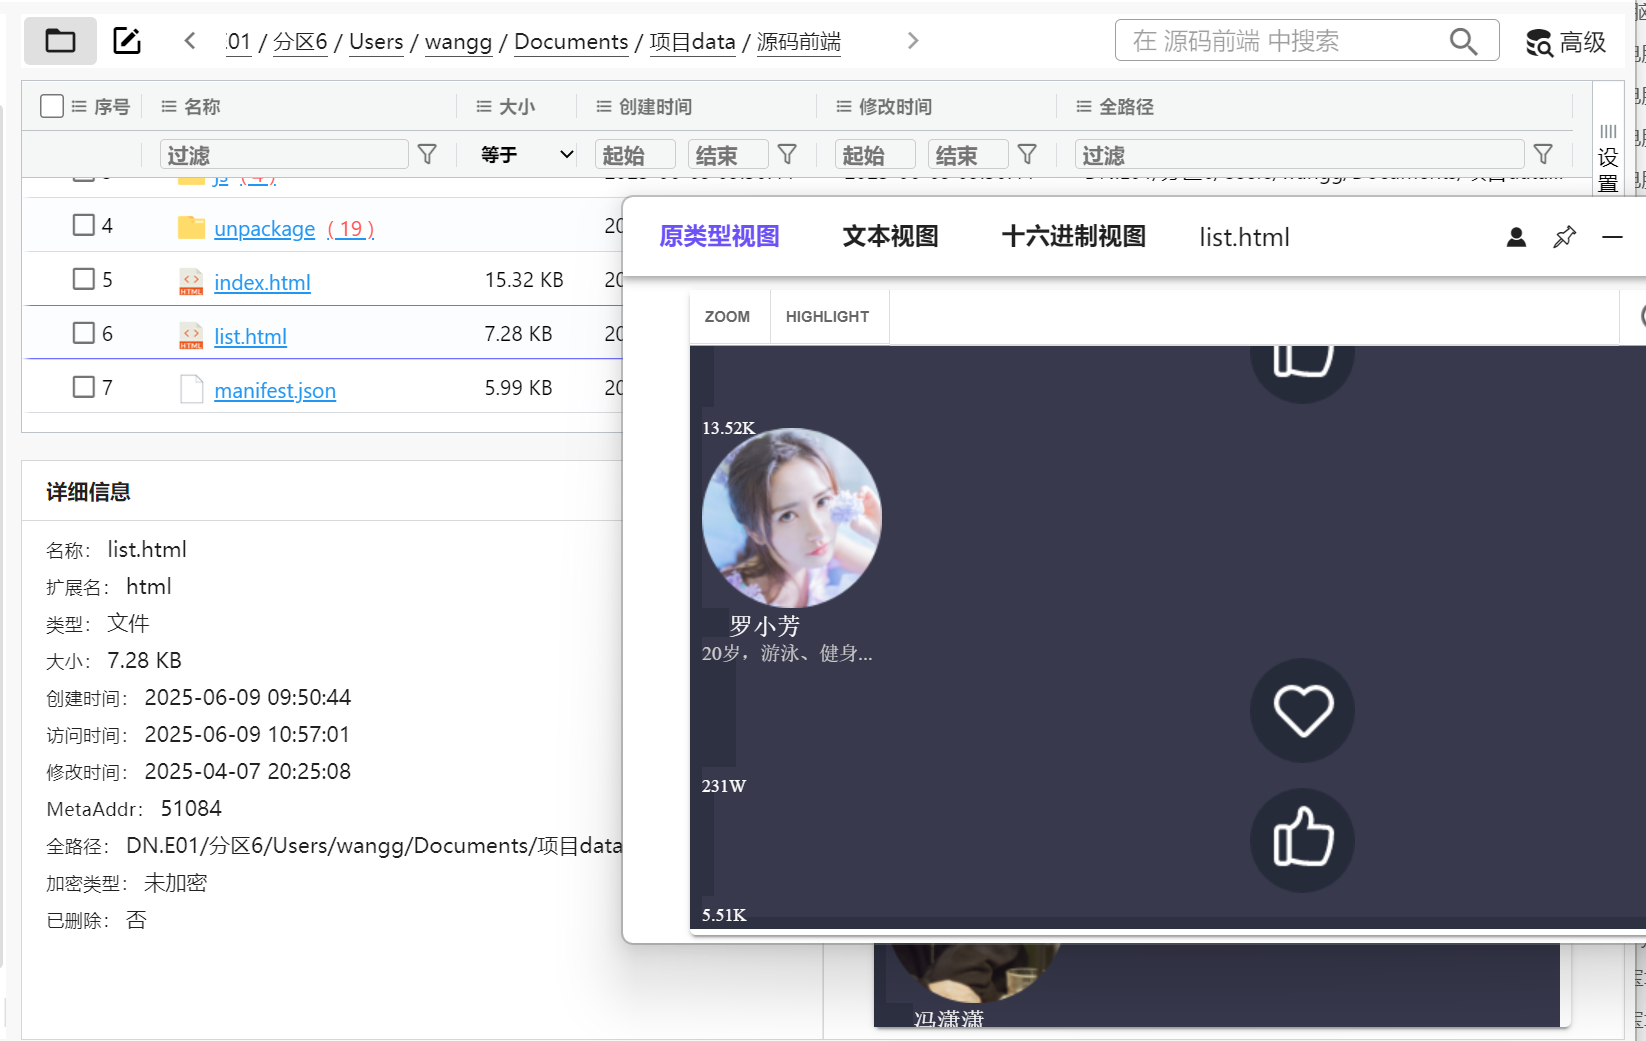 :01 / 分区6 / Users / wangg / Documents / 项目data / 源码前端
在 源码前端 中搜索
高级
序号 名称 大小 创建时间 修改时间 全路径
过滤 等于 起始 结束 起始 结束 过滤
设置
js ( 4 )
4 unpackage ( 19 ) 20
5 index.html 15.32 KB 20
6 list.html 7.28 KB 20
7 manifest.json 5.99 KB 20
原类型视图 文本视图 十六进制视图 list.html
ZOOM HIGHLIGHT
13.52K
罗小芳
20岁，游泳、健身...
231W
5.51K
冯潇潇
详细信息
名称： list.html
扩展名： html
类型： 文件
大小： 7.28 KB
创建时间： 2025-06-09 09:50:44
访问时间： 2025-06-09 10:57:01
修改时间： 2025-04-07 20:25:08
MetaAddr： 51084
全路径： DN.E01/分区6/Users/wangg/Documents/项目data
加密类型： 未加密
已删除： 否